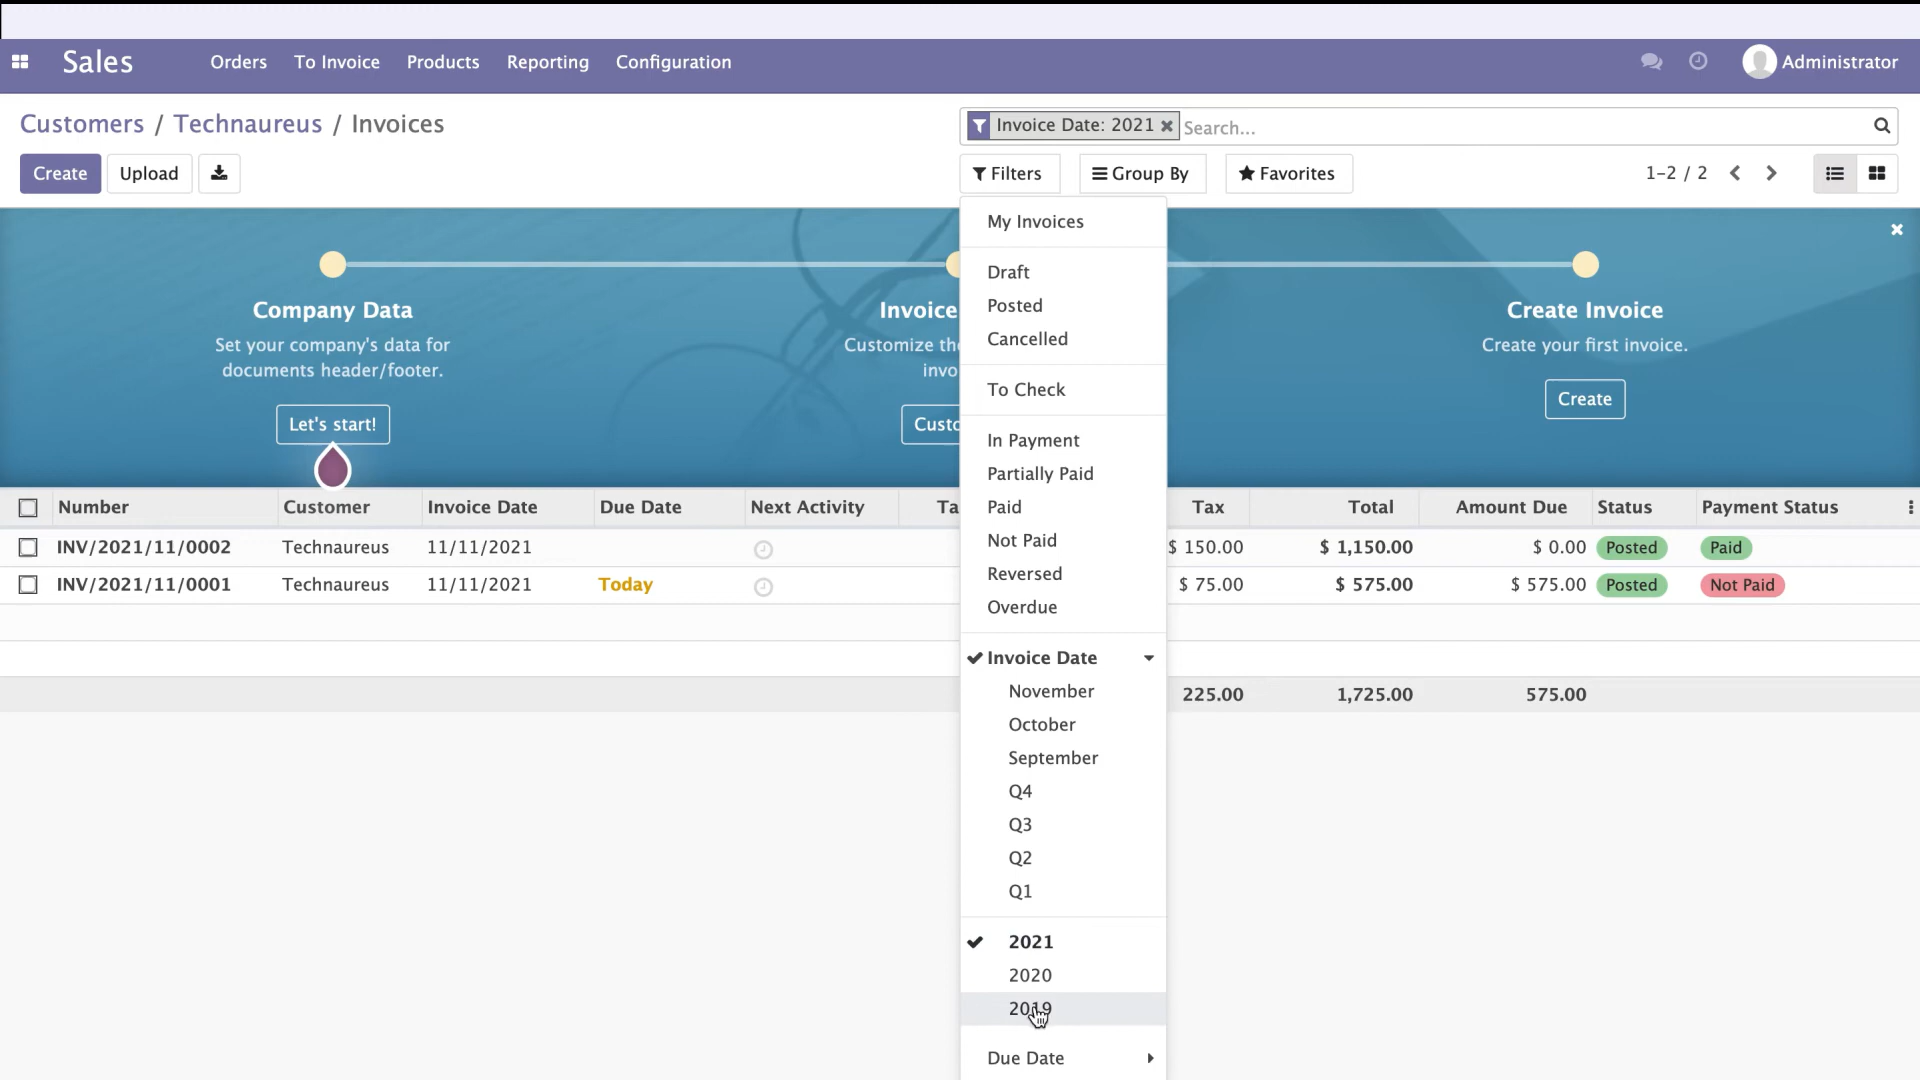 Sales Orders To Invoice Products Reporting Configuration Administrator
Customers / Technaureus / Invoices
Invoice Date: 2021 Search...
Create Upload Filters Group By Favorites 1-2 / 2
Company Data
Set your company's data for
documents header/footer.
Let's start!
Invoice
Customize the
invo
Custo
Create Invoice
Create your first invoice.
Create
My Invoices
Draft
Posted
Cancelled
To Check
In Payment
Partially Paid
Paid
Not Paid
Reversed
Overdue
Invoice Date
November
October
September
Q4
Q3
Q2
Q1
2021
2020
2019
Due Date
Number Customer Invoice Date Due Date Next Activity Ta Tax Total Amount Due Status Payment Status
INV/2021/11/0002 Technaureus 11/11/2021 $ 150.00 $ 1,150.00 $ 0.00 Posted Paid
INV/2021/11/0001 Technaureus 11/11/2021 Today $ 75.00 $ 575.00 $ 575.00 Posted Not Paid
225.00 1,725.00 575.00